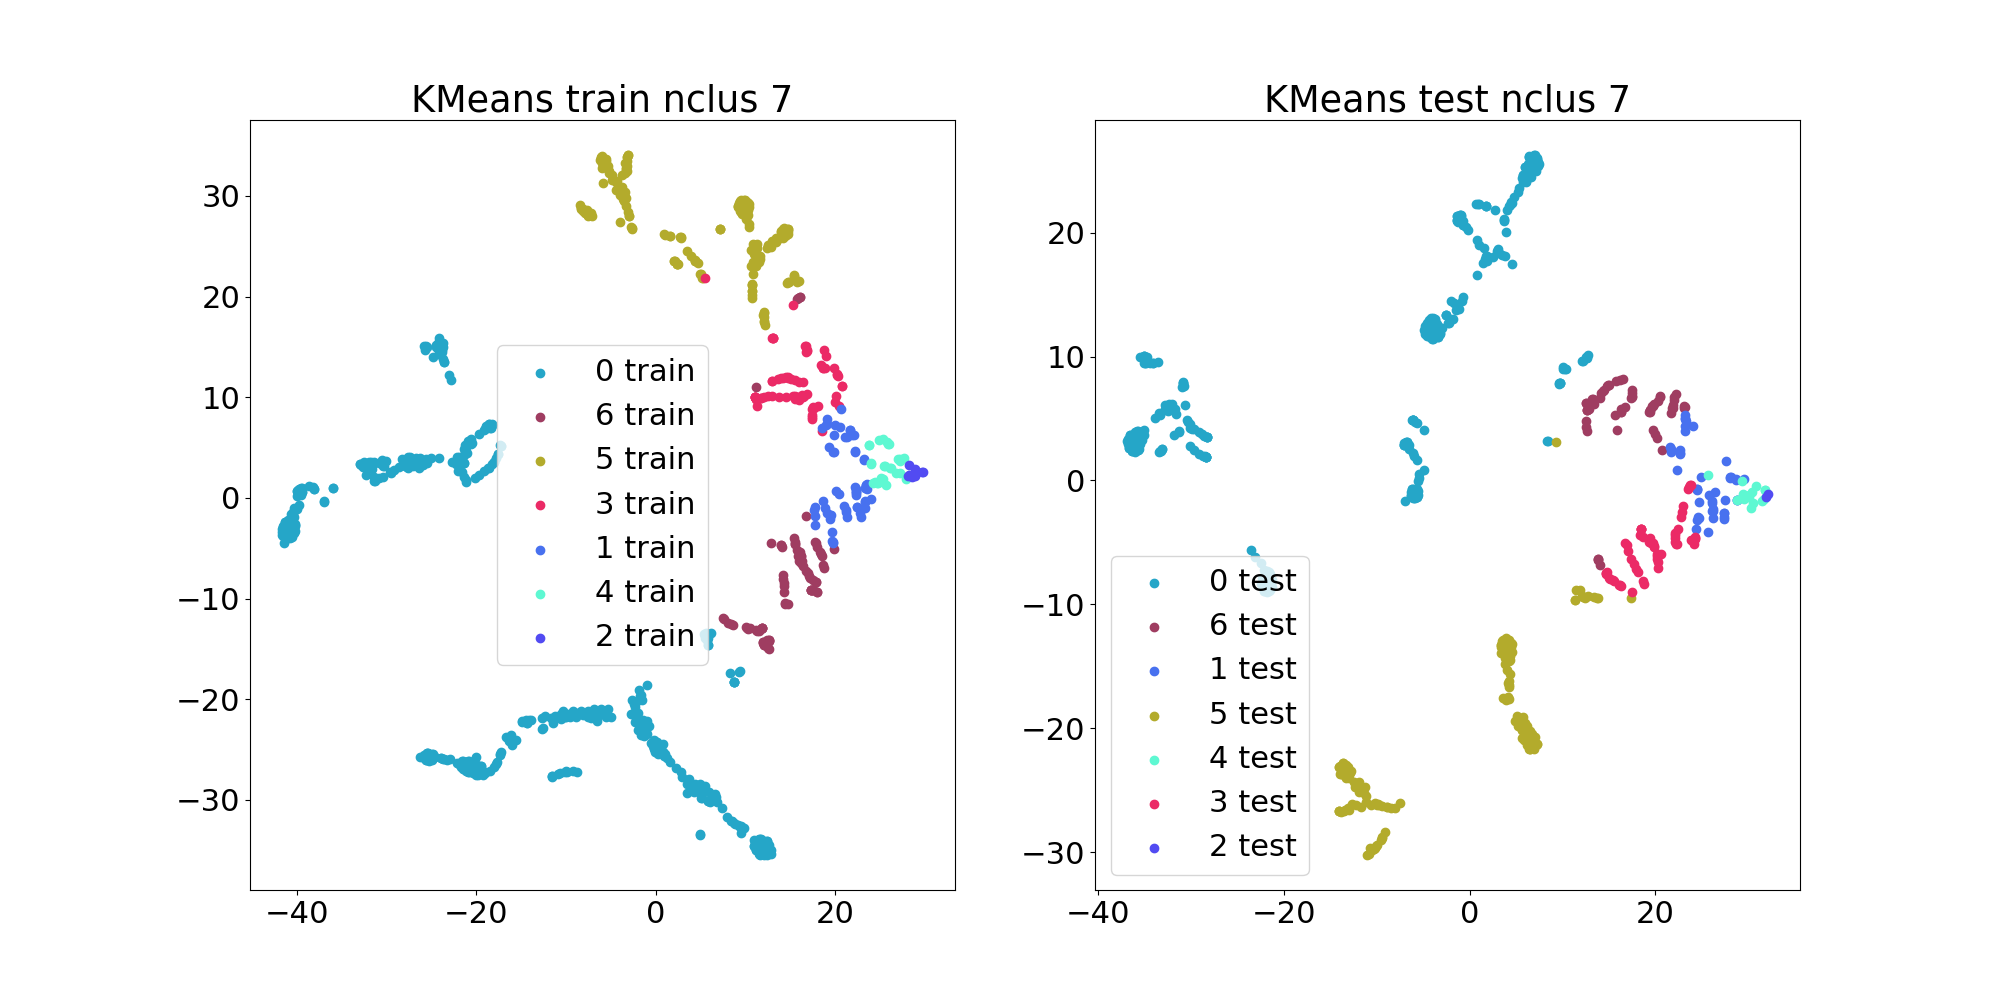 KMeans train nclus 7
30
20
10
0
−10
−20
−30
−40
−20
0
20
0 train
6 train
5 train
3 train
1 train
4 train
2 train
KMeans test nclus 7
20
10
0
−10
−20
−30
−40
−20
0
20
0 test
6 test
1 test
5 test
4 test
3 test
2 test